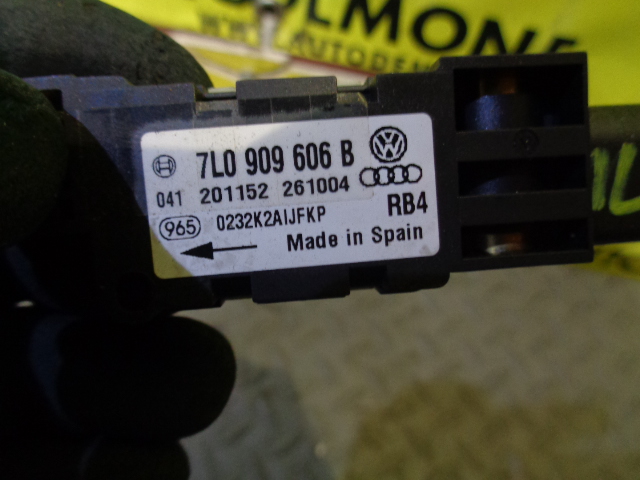 7L0 909 606 B
041 201152 261004
965 0232K2AIJFKP RB4
Made in Spain